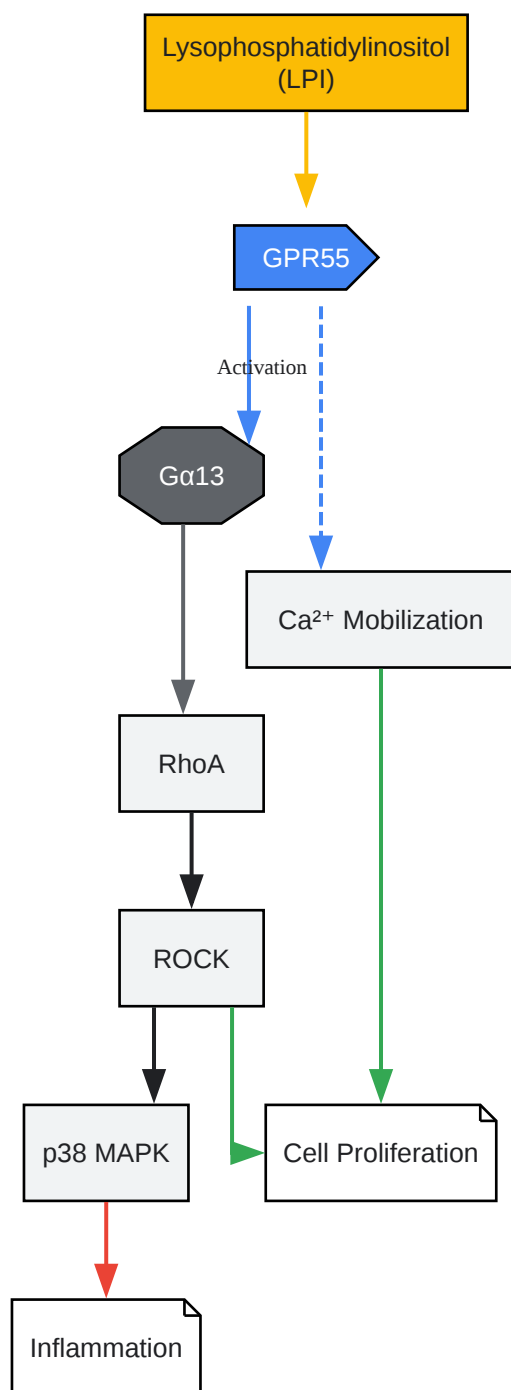 Lysophosphatidylinositol
(LPI)
GPR55
Activation
Gα13
Ca²⁺ Mobilization
RhoA
ROCK
p38 MAPK
Cell Proliferation
Inflammation